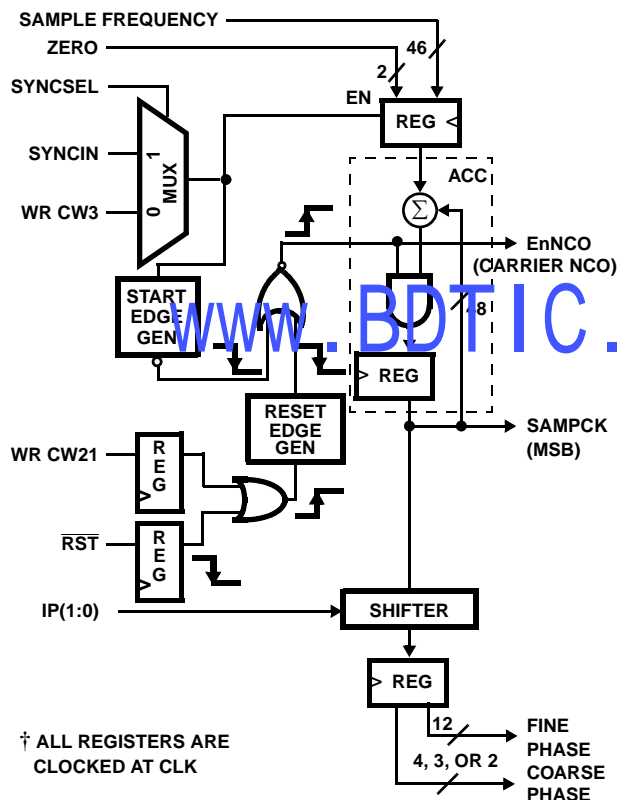 SAMPLE FREQUENCY
ZERO
46
2
SYNCSEL
EN
REG
SYNCIN
1
MUX
0
WR CW3
ACC
Σ
EnNCO
(CARRIER NCO)
START
EDGE
GEN
48
www.BDTIC.
REG
RESET
EDGE
GEN
SAMPCK
(MSB)
WR CW21
REG
RST
REG
IP(1:0)
SHIFTER
REG
12
FINE
PHASE
4, 3, OR 2
COARSE
PHASE
† ALL REGISTERS ARE
CLOCKED AT CLK